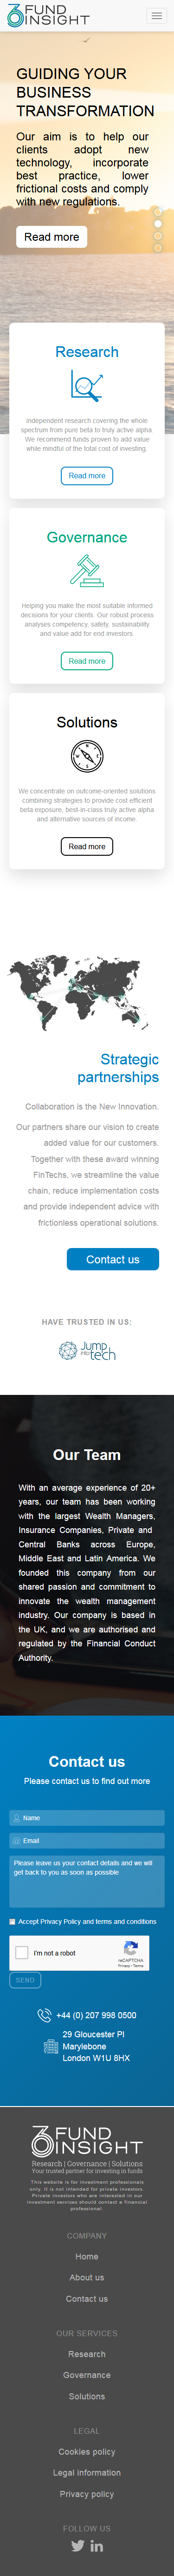 3 FUND
INSIGHT
GUIDING YOUR
BUSINESS
TRANSFORMATION
Our aim is to help our
clients adopt new
technology, incorporate
best practice, lower
frictional costs and comply
with new regulations.
Read more
Research
Independent research covering the whole
spectrum from pure beta to truly active alpha.
We recommend funds proven to add value
while mindful of the total cost of investing.
Read more
Governance
Helping you make the most suitable informed
decisions for your clients. Our robust process
analyses competency, safety, sustainability
and value add for end investors.
Read more
Solutions
N
E
S
W
We concentrate on outcome-oriented solutions
combining strategies to provide cost efficient
beta exposure, best-in-class truly active alpha
and alternative sources of income.
Read more
Strategic
partnerships
Collaboration is the New Innovation.
Our partners share our vision to create
added value for our customers.
Together with these award winning
FinTechs, we streamline the value
chain, reduce implementation costs
and provide independent advice with
frictionless operational solutions.
Contact us
HAVE TRUSTED IN US:
Jump
into
tech
Our Team
With an average experience of 20+
years, our team has been working
with the largest Wealth Managers,
Insurance Companies, Private and
Central Banks across Europe,
Middle East and Latin America. We
founded this company from our
shared passion and commitment to
innovate the wealth management
industry. Our company is based in
the UK, and we are authorised and
regulated by the Financial Conduct
Authority.
Contact us
Please contact us to find out more
Name
Email
Please leave us your contact details and we will
get back to you as soon as possible
Accept Privacy Policy and terms and conditions
I'm not a robot
reCAPTCHA
Privacy - Terms
SEND
+44 (0) 207 998 0500
29 Gloucester Pl
Marylebone
London W1U 8HX
3 FUND
INSIGHT
Research | Governance | Solutions
Your trusted partner for investing in funds
This website is for investment professionals
only. It is not intended for private investors.
Private investors who are interested in our
investment services should contact a financial
professional.
COMPANY
Home
About us
Contact us
OUR SERVICES
Research
Governance
Solutions
LEGAL
Cookies policy
Legal information
Privacy policy
FOLLOW US